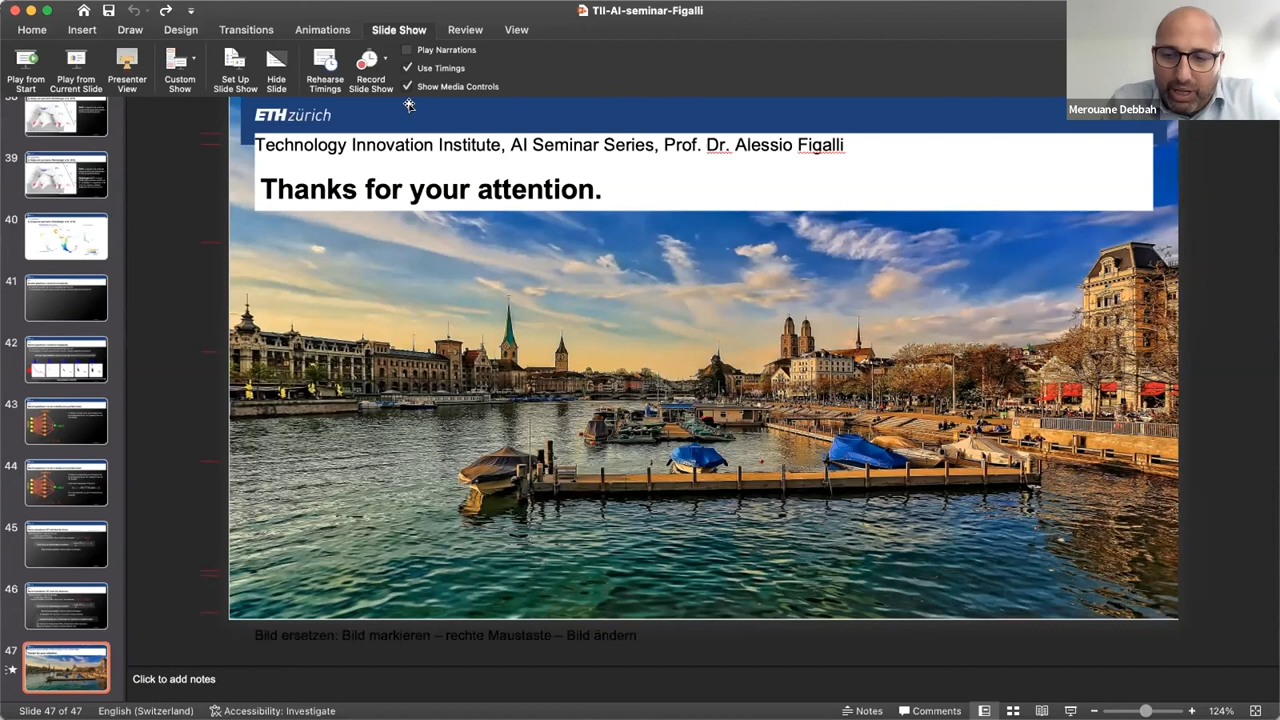 TII-AI-seminar-Figalli
Home Insert Draw Design Transitions Animations Slide Show Review View
Play from Start
Play from Current Slide
Presenter View
Custom Show
Set Up Slide Show
Hide Slide
Rehearse Timings
Record Slide Show
Play Narrations
Use Timings
Show Media Controls
Merouane Debbah
ETH zürich
Technology Innovation Institute, AI Seminar Series, Prof. Dr. Alessio Figalli
Thanks for your attention.
39
40
41
42
43
44
45
46
47
Bild ersetzen: Bild markieren – rechte Maustaste – Bild ändern
Click to add notes
Slide 47 of 47 English (Switzerland) Accessibility: Investigate Notes Comments 124%